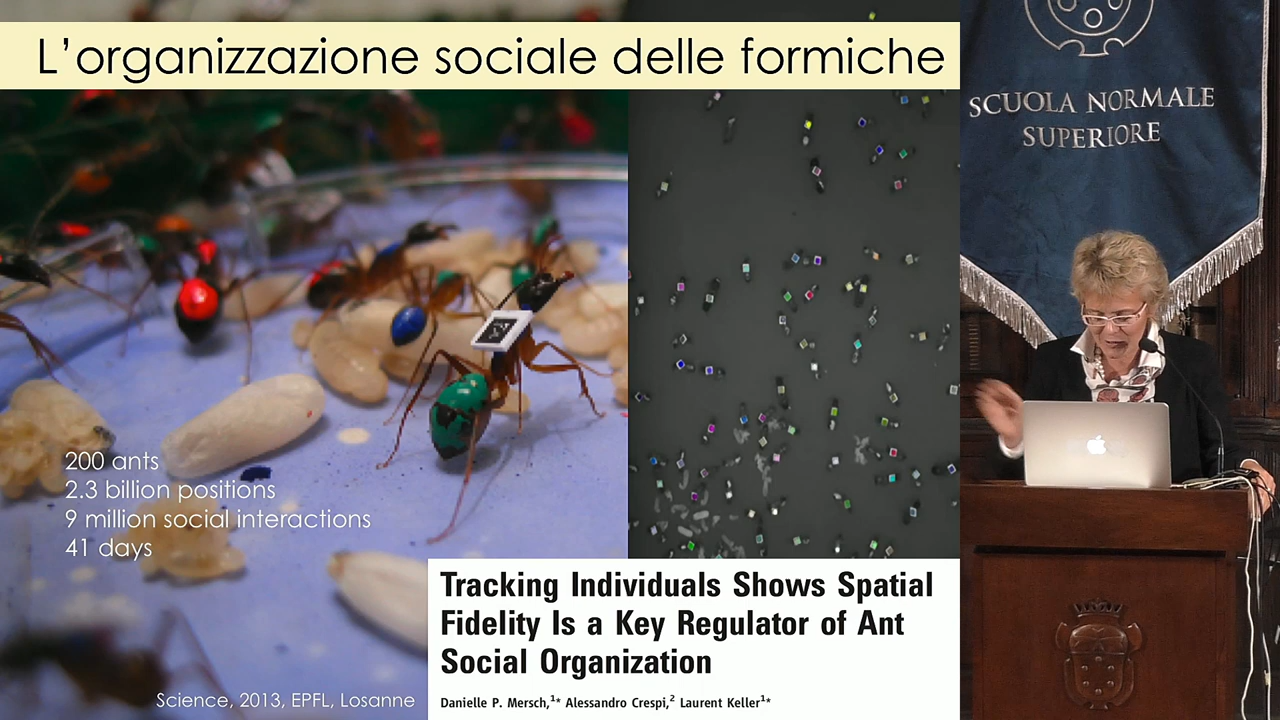 L’organizzazione sociale delle formiche
SCUOLA NORMALE
SUPERIORE
200 ants
2.3 billion positions
9 million social interactions
41 days
Tracking Individuals Shows Spatial
Fidelity Is a Key Regulator of Ant
Social Organization
Danielle P. Mersch,¹* Alessandro Crespi,² Laurent Keller¹*
Science, 2013, EPFL, Losanne